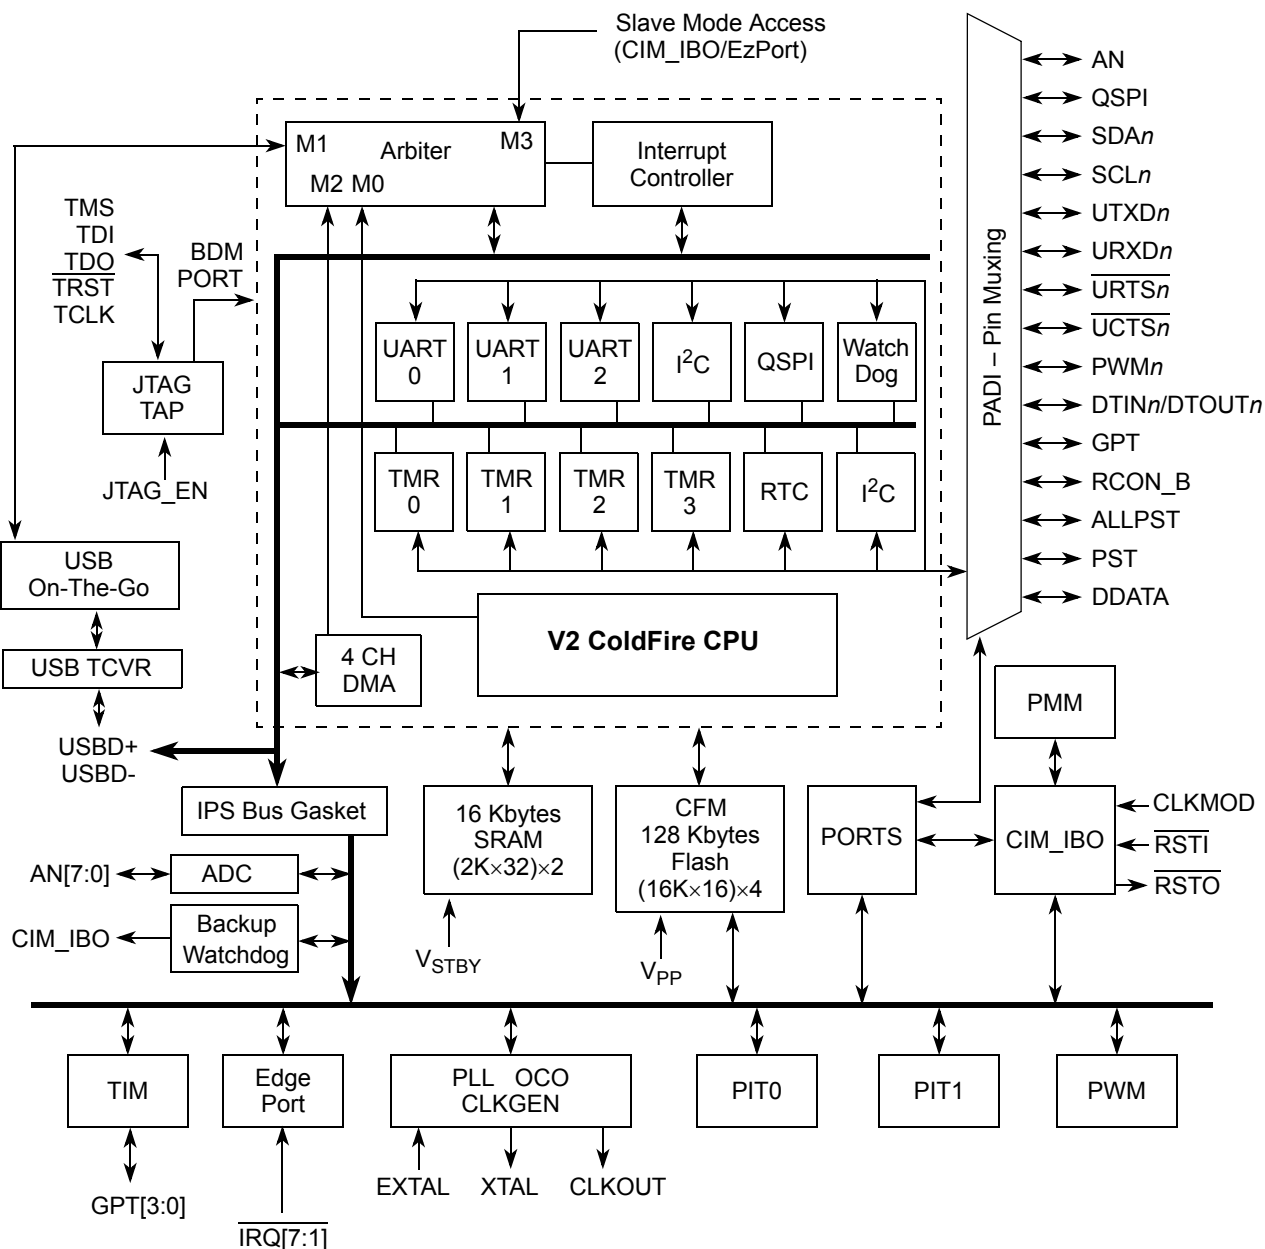 Slave Mode Access
(CIM_IBO/EzPort)
M1
Arbiter
M3
M2 M0
Interrupt
Controller
TMS
TDI
TDO
TRST
TCLK
BDM
PORT
JTAG
TAP
JTAG_EN
UART
0
UART
1
UART
2
I2C
QSPI
Watch
Dog
TMR
0
TMR
1
TMR
2
TMR
3
RTC
I2C
V2 ColdFire CPU
4 CH
DMA
USB
On-The-Go
USB TCVR
USBD+
USBD-
PADI – Pin Muxing
AN
QSPI
SDAn
SCLn
UTXDn
URXDn
URTSn
UCTSn
PWMn
DTINn/DTOUTn
GPT
RCON_B
ALLPST
PST
DDATA
PMM
IPS Bus Gasket
16 Kbytes
SRAM
(2K×32)×2
CFM
128 Kbytes
Flash
(16K×16)×4
PORTS
CIM_IBO
CLKMOD
RSTI
RSTO
AN[7:0]
ADC
CIM_IBO
Backup
Watchdog
VSTBY
VPP
TIM
Edge
Port
PLL OCO
CLKGEN
PIT0
PIT1
PWM
GPT[3:0]
IRQ[7:1]
EXTAL
XTAL
CLKOUT